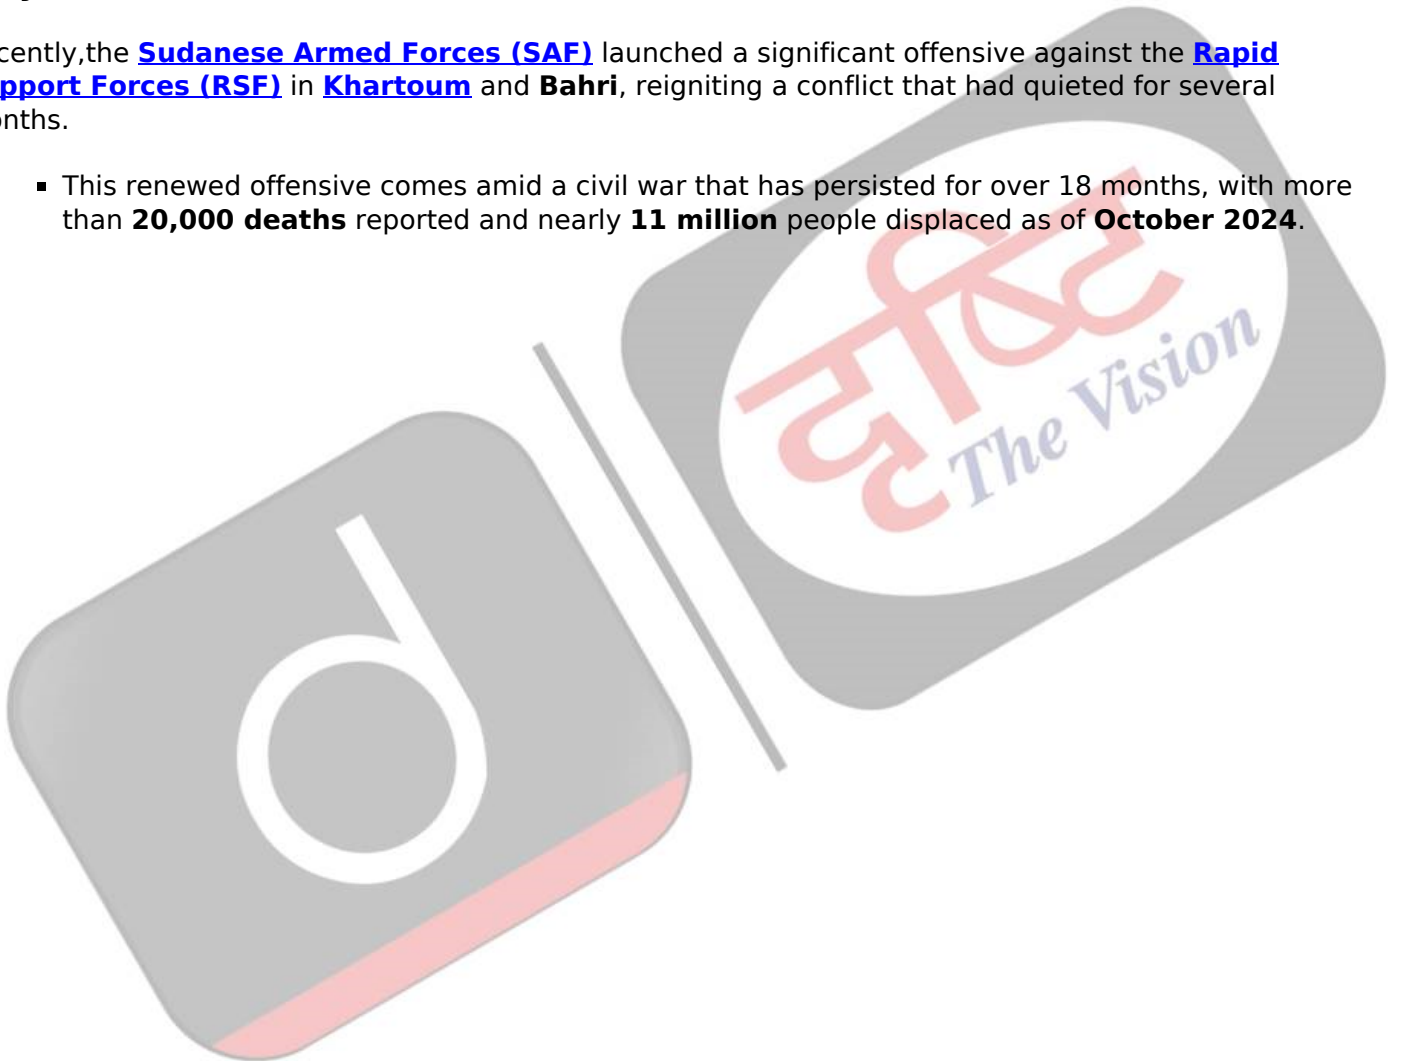 cently,the Sudanese Armed Forces (SAF) launched a significant offensive against the Rapid
pport Forces (RSF) in Khartoum and Bahri, reigniting a conflict that had quieted for several
nths.
▪ This renewed offensive comes amid a civil war that has persisted for over 18 months, with more
than 20,000 deaths reported and nearly 11 million people displaced as of October 2024.
दृष्टि
The Vision
d